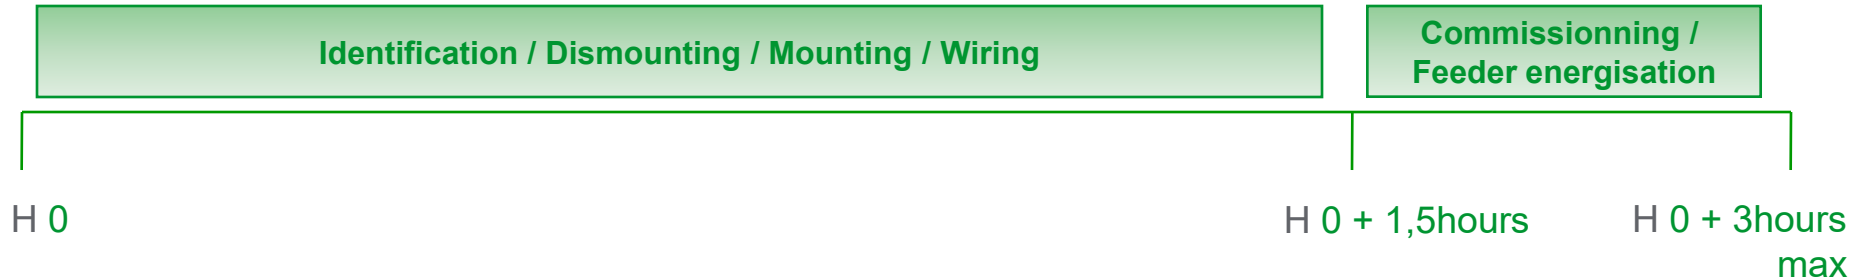 Identification / Dismounting / Mounting / Wiring
Commissionning /
Feeder energisation
H 0
H 0 + 1,5hours
H 0 + 3hours
max